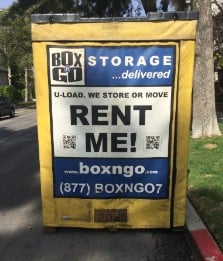 BOX
GO
STORAGE
...delivered
U-LOAD. WE STORE OR MOVE
RENT
ME!
www.boxngo.com
(877) BOXNGO7